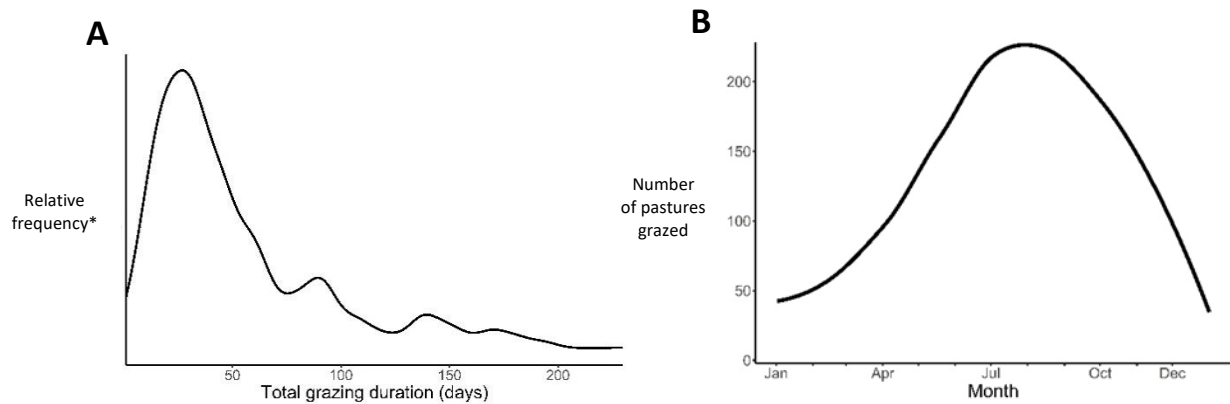 A
Relative
frequency*
50
100
150
200
Total grazing duration (days)
B
Number
of pastures
grazed
200
150
100
50
0
Jan
Apr
Jul
Oct
Dec
Month